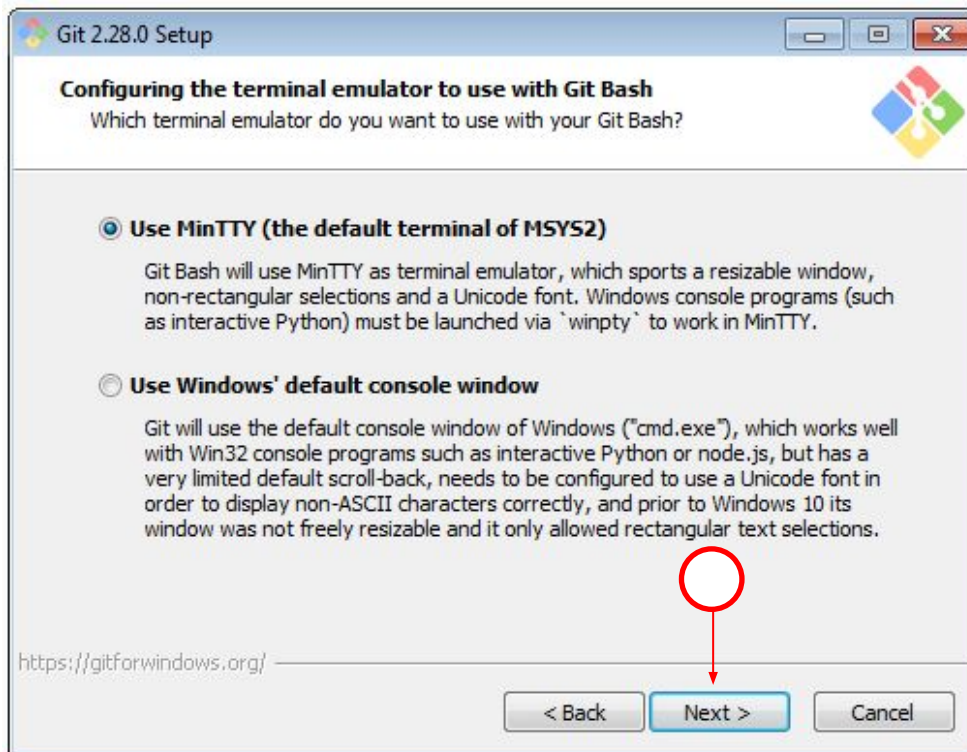 Git 2.28.0 Setup
Configuring the terminal emulator to use with Git Bash
Which terminal emulator do you want to use with your Git Bash?
Use MinTTY (the default terminal of MSYS2)
Git Bash will use MinTTY as terminal emulator, which sports a resizable window,
non-rectangular selections and a Unicode font. Windows console programs (such
as interactive Python) must be launched via `winpty` to work in MinTTY.
Use Windows' default console window
Git will use the default console window of Windows ("cmd.exe"), which works well
with Win32 console programs such as interactive Python or node.js, but has a
very limited default scroll-back, needs to be configured to use a Unicode font in
order to display non-ASCII characters correctly, and prior to Windows 10 its
window was not freely resizable and it only allowed rectangular text selections.
https://gitforwindows.org/
< Back
Next >
Cancel